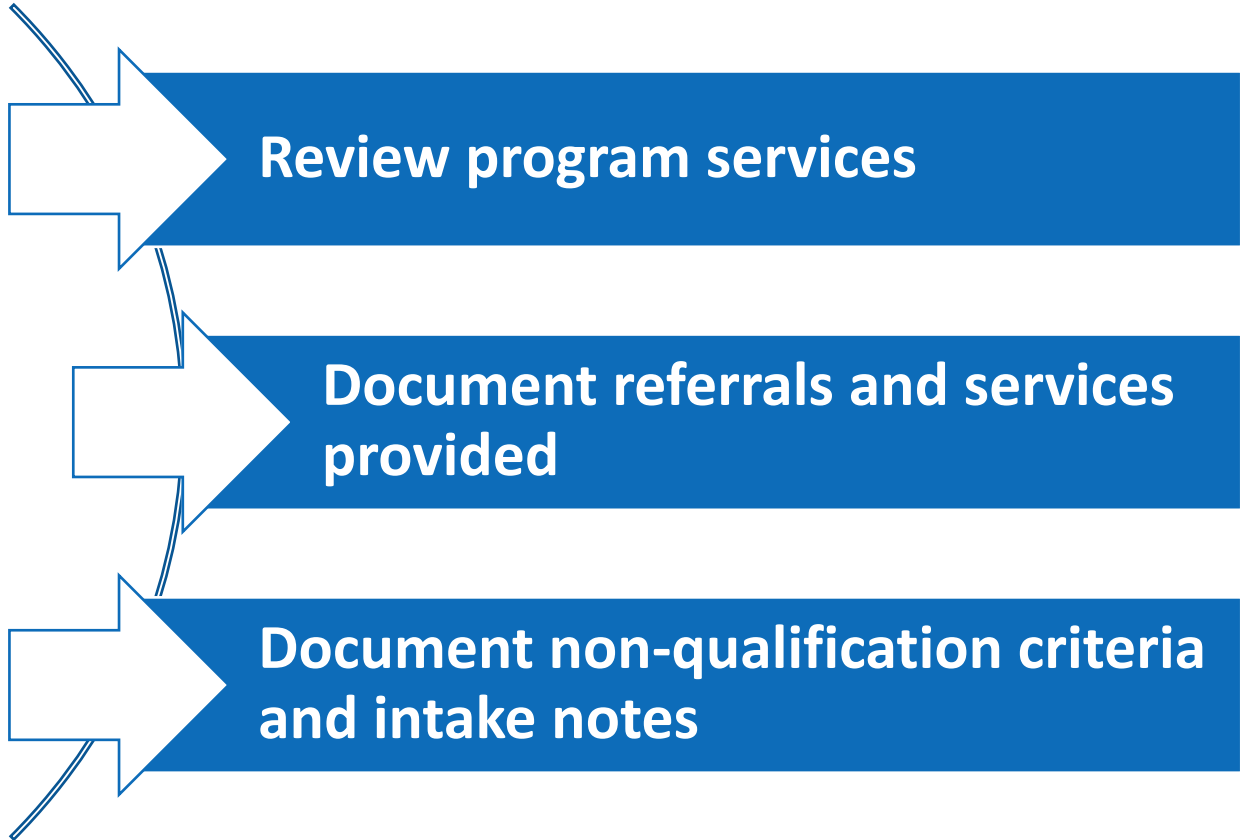 Review program services
Document referrals and services
provided
Document non-qualification criteria
and intake notes